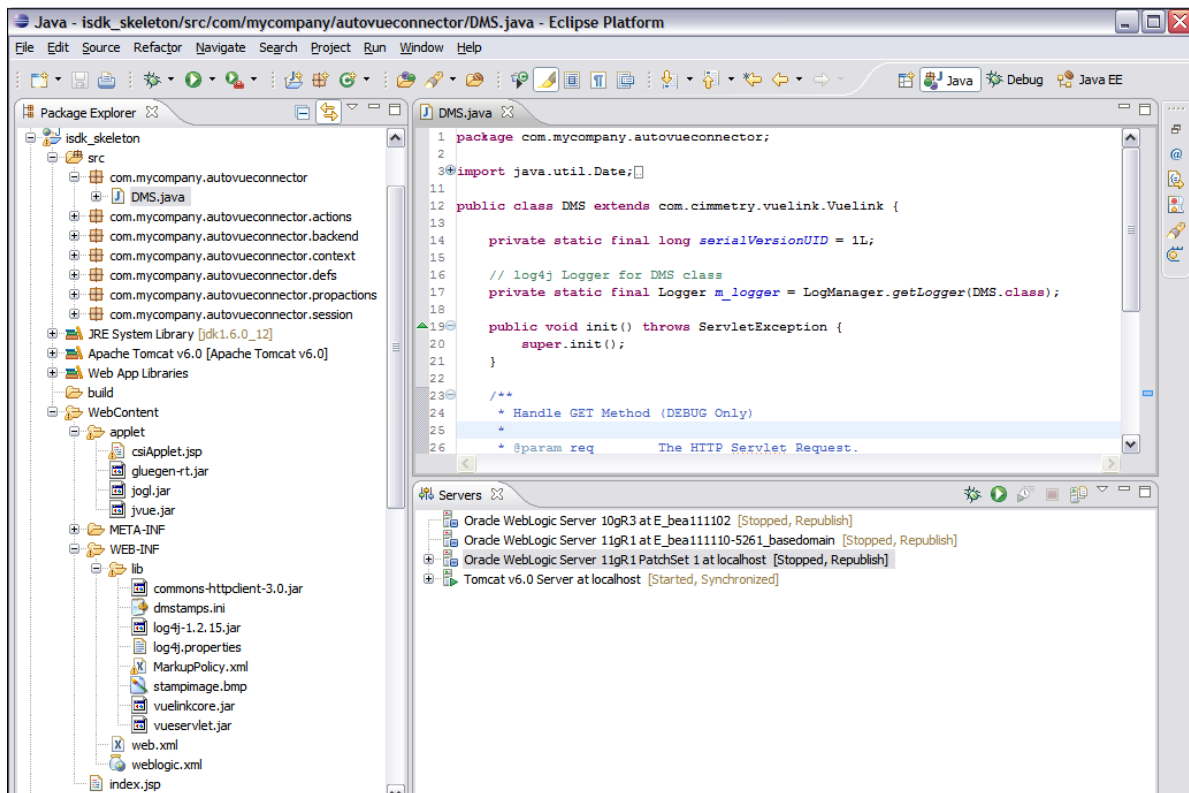 Java - isdk_skeleton/src/com/mycompany/autovueconnector/DMS.java - Eclipse Platform
File Edit Source Refactor Navigate Search Project Run Window Help
Java Debug Java EE
Package Explorer
isdk_skeleton
src
com.mycompany.autovueconnector
DMS.java
com.mycompany.autovueconnector.actions
com.mycompany.autovueconnector.backend
com.mycompany.autovueconnector.context
com.mycompany.autovueconnector.defs
com.mycompany.autovueconnector.propactions
com.mycompany.autovueconnector.session
JRE System Library [jdk1.6.0_12]
Apache Tomcat v6.0 [Apache Tomcat v6.0]
Web App Libraries
build
WebContent
applet
csiApplet.jsp
gluegen-rt.jar
jogl.jar
jvue.jar
META-INF
WEB-INF
lib
commons-httpclient-3.0.jar
dmstamps.ini
log4j-1.2.15.jar
log4j.properties
MarkupPolicy.xml
stampimage.bmp
vuelinkcore.jar
vueservlet.jar
web.xml
weblogic.xml
index.jsp
DMS.java
1 package com.mycompany.autovueconnector;
2
3 import java.util.Date;
11
12 public class DMS extends com.cimmetry.vuelink.Vuelink {
13
14 private static final long serialVersionUID = 1L;
15
16 // log4j Logger for DMS class
17 private static final Logger m_logger = LogManager.getLogger(DMS.class);
18
19 public void init() throws ServletException {
20 super.init();
21 }
22
23 /**
24 * Handle GET Method (DEBUG Only)
25 *
26 * @param req The HTTP Servlet Request.
Servers
Oracle WebLogic Server 10gR3 at E_bea111102 [Stopped, Republish]
Oracle WebLogic Server 11gR1 at E_bea111110-5261_basedomain [Stopped, Republish]
Oracle WebLogic Server 11gR1 PatchSet 1 at localhost [Stopped, Republish]
Tomcat v6.0 Server at localhost [Started, Synchronized]